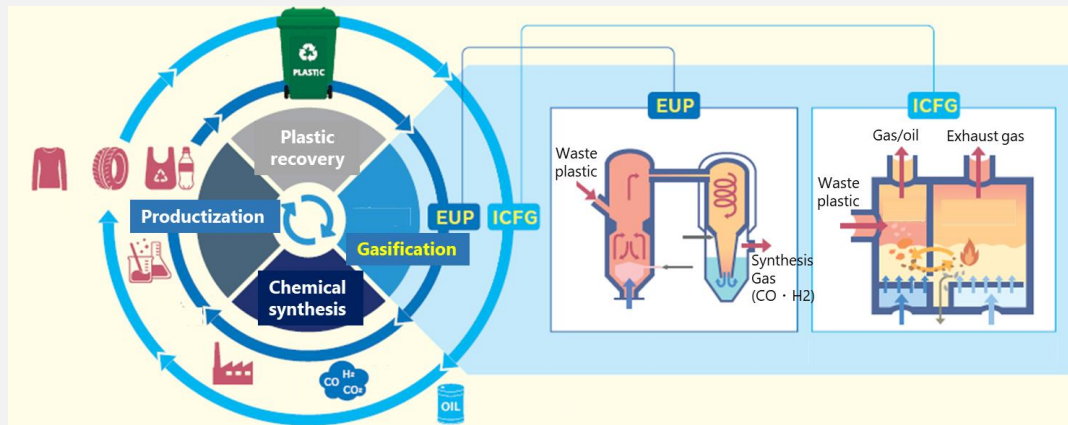 PLASTIC
Plastic
recovery
Productization
EUP
ICFG
Gasification
Chemical
synthesis
CO H₂
CO₂
OIL
EUP
Waste
plastic
Synthesis
Gas
(CO・H2)
ICFG
Gas/oil
Exhaust gas
Waste
plastic